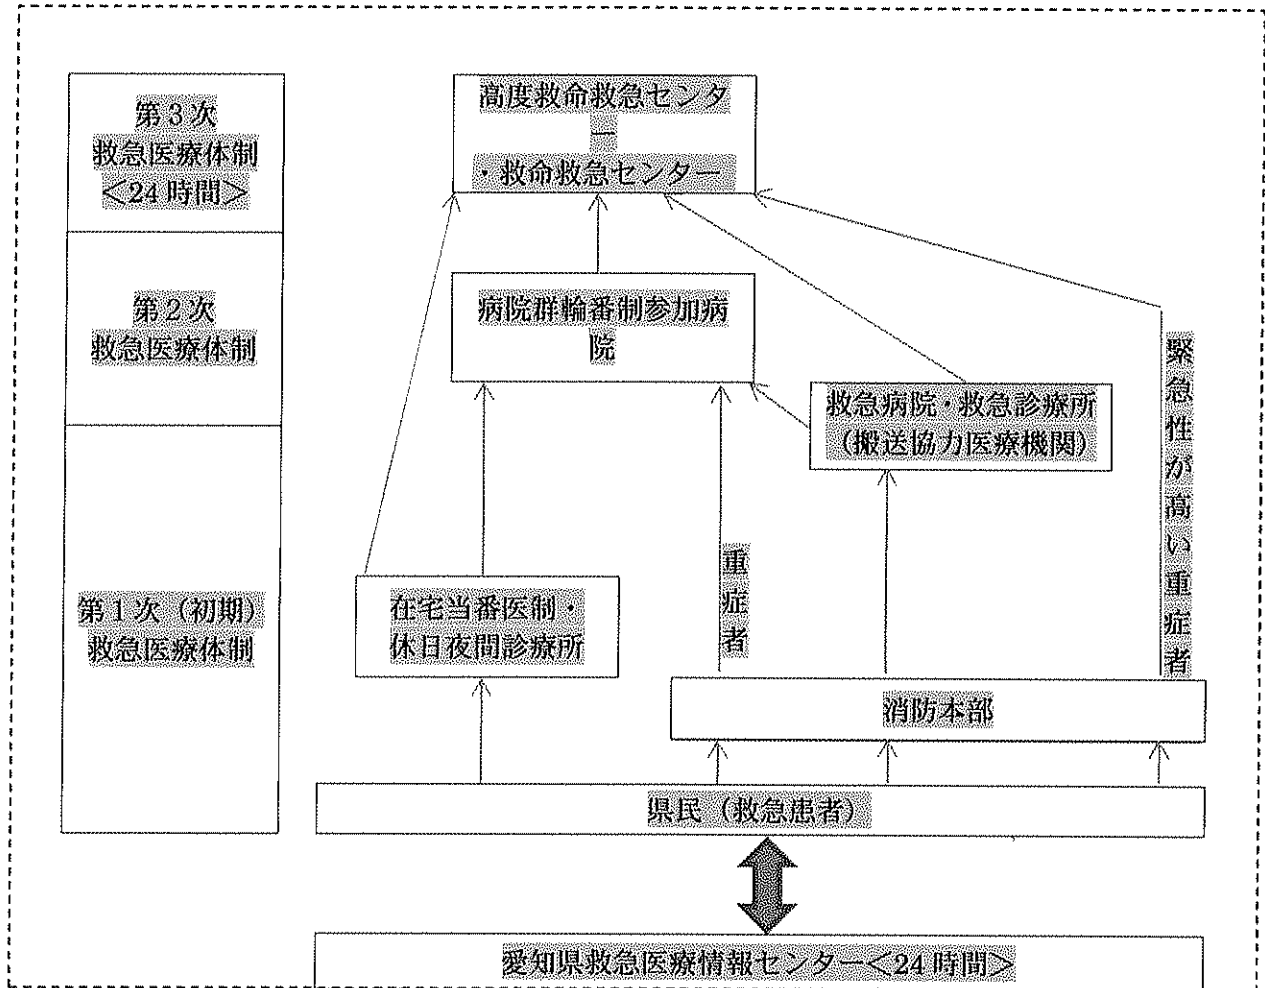 第3次
救急医療体制
＜24時間＞
高度救命救急センタ
ー
・救命救急センター
第2次
救急医療体制
病院群輪番制参加病
院
救急病院・救急診療所
（搬送協力医療機関）
緊急性が高い重症者
重症者
第1次（初期）
救急医療体制
在宅当番医制・
休日夜間診療所
消防本部
県民（救急患者）
愛知県救急医療情報センター＜24時間＞